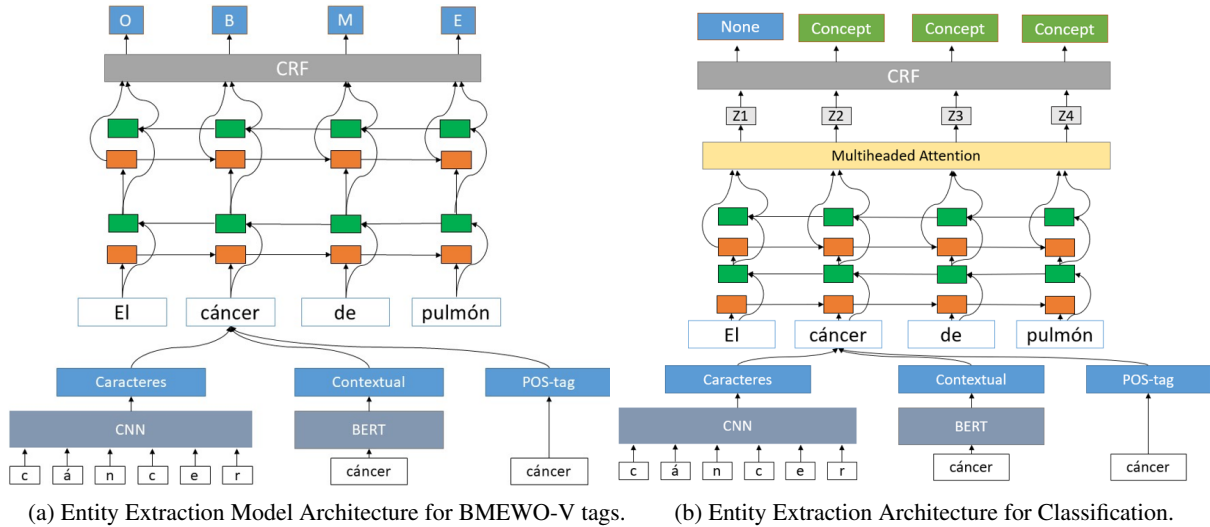 O B M E
CRF
El cáncer de pulmón
Caracteres Contextual POS-tag
CNN BERT
c á n c e r cáncer cáncer
(a) Entity Extraction Model Architecture for BMEWO-V tags.
None Concept Concept Concept
CRF
Z1 Z2 Z3 Z4
Multiheaded Attention
El cáncer de pulmón
Caracteres Contextual POS-tag
CNN BERT
c á n c e r cáncer cáncer
(b) Entity Extraction Architecture for Classification.